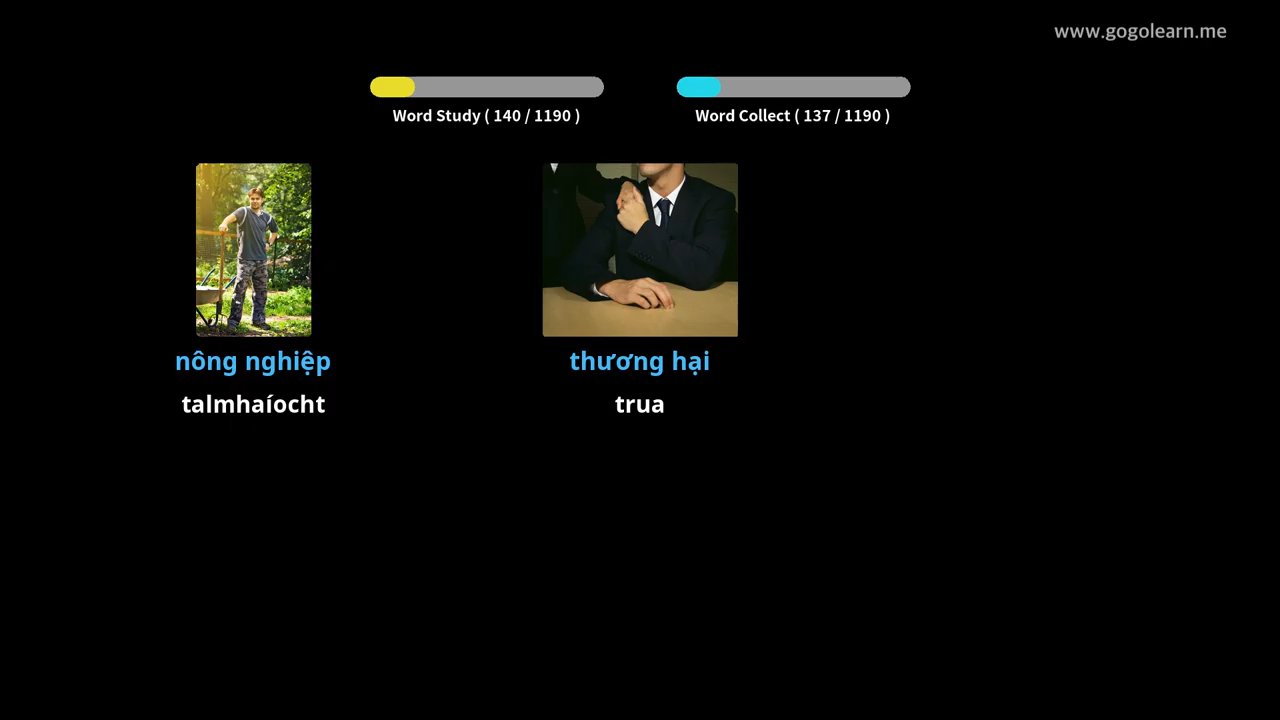 www.gogolearn.me
Word Study ( 140 / 1190 )
Word Collect ( 137 / 1190 )
nông nghiệp
talmhaíocht
thương hại
trua